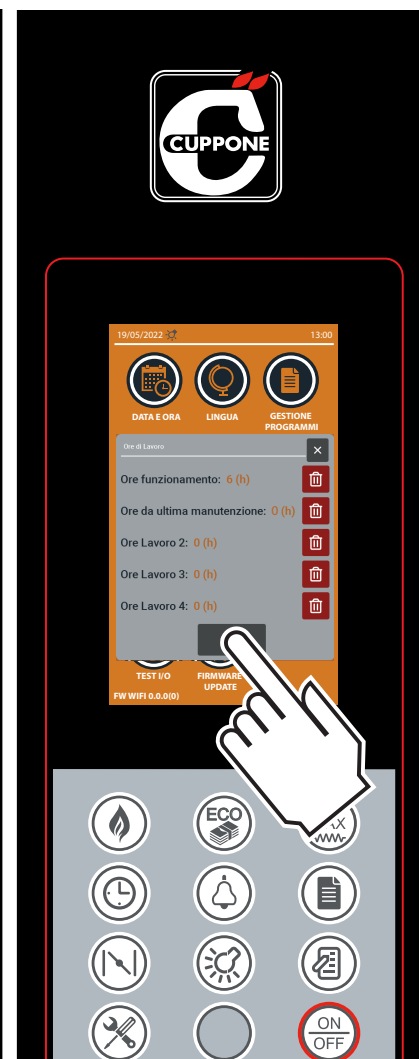 CUPPONE
19/05/2022 13:00
DATA E ORA LINGUA GESTIONE PROGRAMMI
Ore di Lavoro
Ore funzionamento: 6 (h)
Ore da ultima manutenzione: 0 (h)
Ore Lavoro 2: 0 (h)
Ore Lavoro 3: 0 (h)
Ore Lavoro 4: 0 (h)
TEST I/O FIRMWARE UPDATE
FW WIFI 0.0.0(0)
ECO
ON
OFF